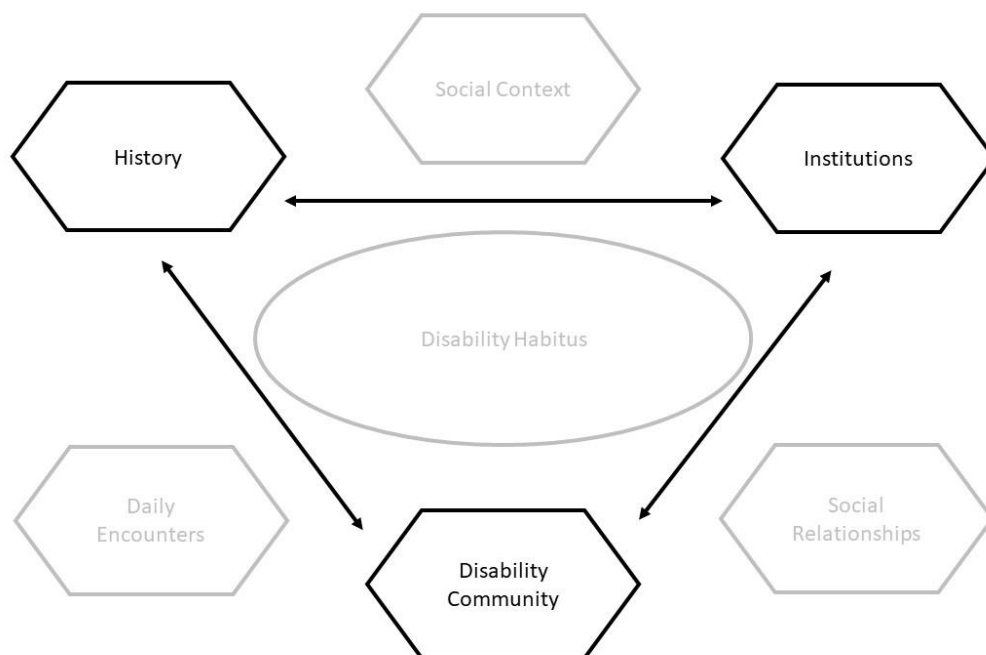 Social Context
History
Institutions
Disability Habitus
Daily
Encounters
Social
Relationships
Disability
Community